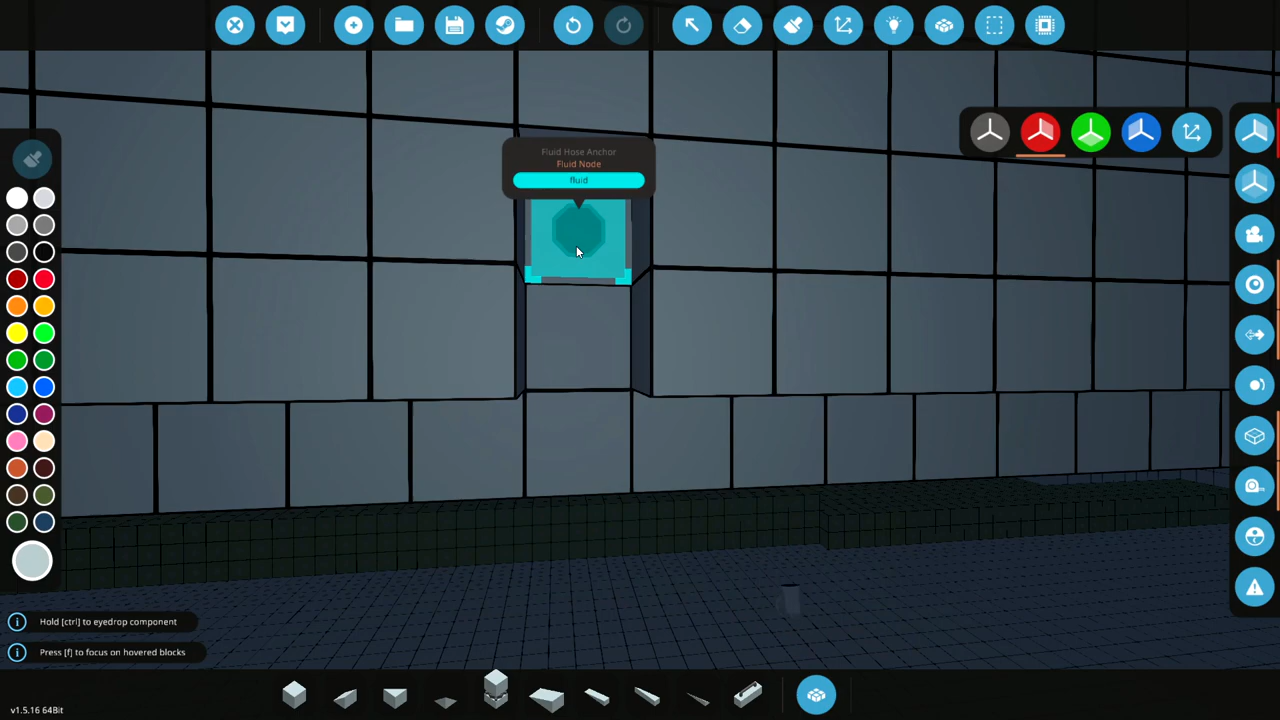 Fluid Hose Anchor
Fluid Node
fluid
Hold [ctrl] to eyedrop component
Press [f] to focus on hovered blocks
v1.5.16 64Bit